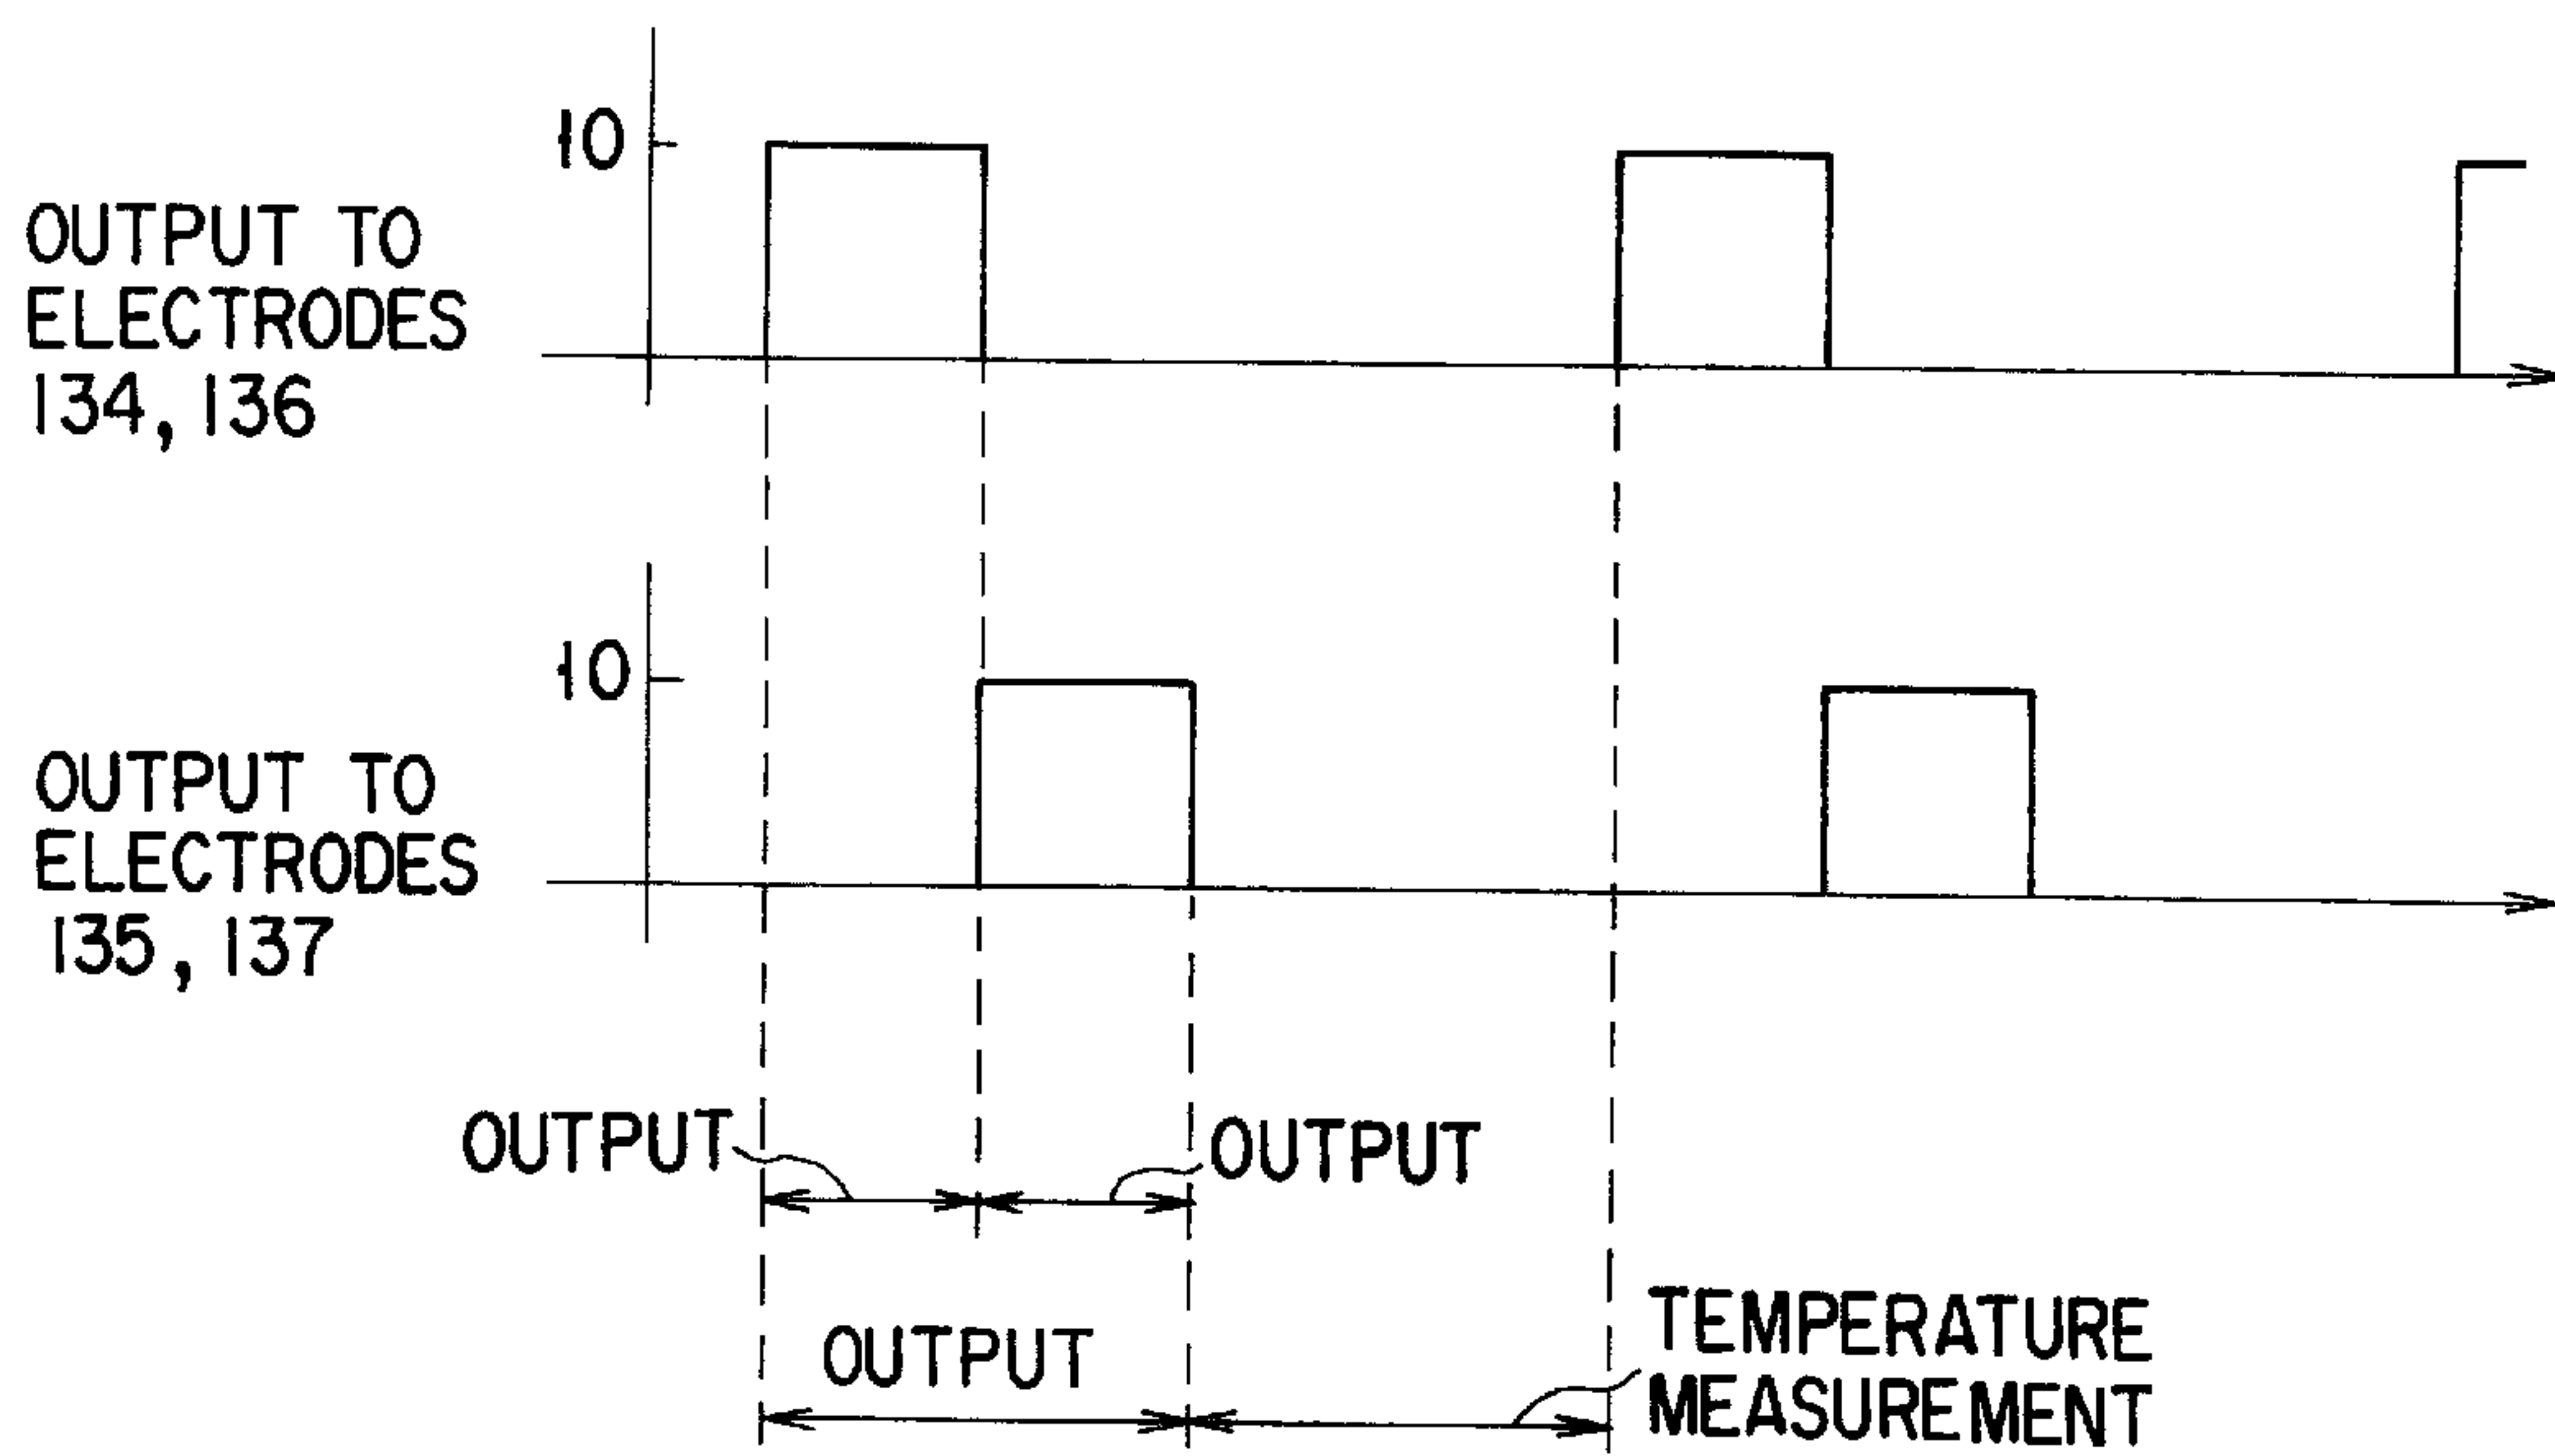 10
OUTPUT TO
ELECTRODES
134, 136
10
OUTPUT TO
ELECTRODES
135, 137
OUTPUT
OUTPUT
OUTPUT
TEMPERATURE
MEASUREMENT